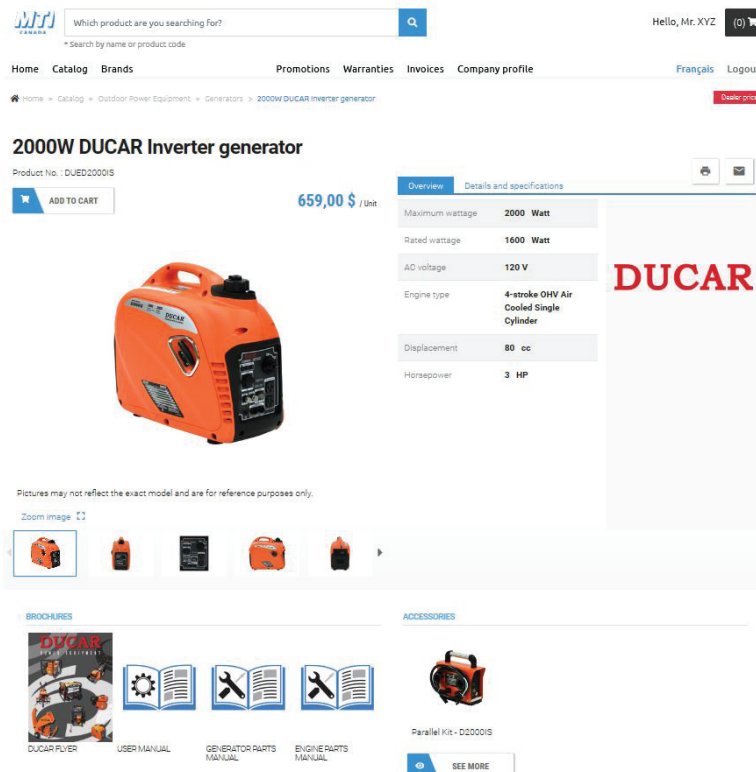 MTI
CANADA
Which product are you searching for?
* Search by name or product code
Hello, Mr. XYZ
(0)
Home Catalog Brands Promotions Warranties Invoices Company profile Français Logou
Home » Catalog » Outdoor Power Equipment » Generators > 2000W DUCAR Inverter generator
Dealer price
2000W DUCAR Inverter generator
Product No. : DUED2000IS
ADD TO CART
659,00 $ / Unit
Overview Details and specifications
Maximum wattage 2000 Watt
Rated wattage 1600 Watt
AC voltage 120 V
Engine type 4-stroke OHV Air
Cooled Single
Cylinder
Displacement 80 cc
Horsepower 3 HP
DUCAR
DUCAR
Pictures may not reflect the exact model and are for reference purposes only.
Zoom image
BROCHURES
DUCAR
POWER EQUIPMENT
DUCAR FLYER
USER MANUAL
GENERATOR PARTS
MANUAL
ENGINE PARTS
MANUAL
ACCESSORIES
Parallel Kit - D2000IS
SEE MORE